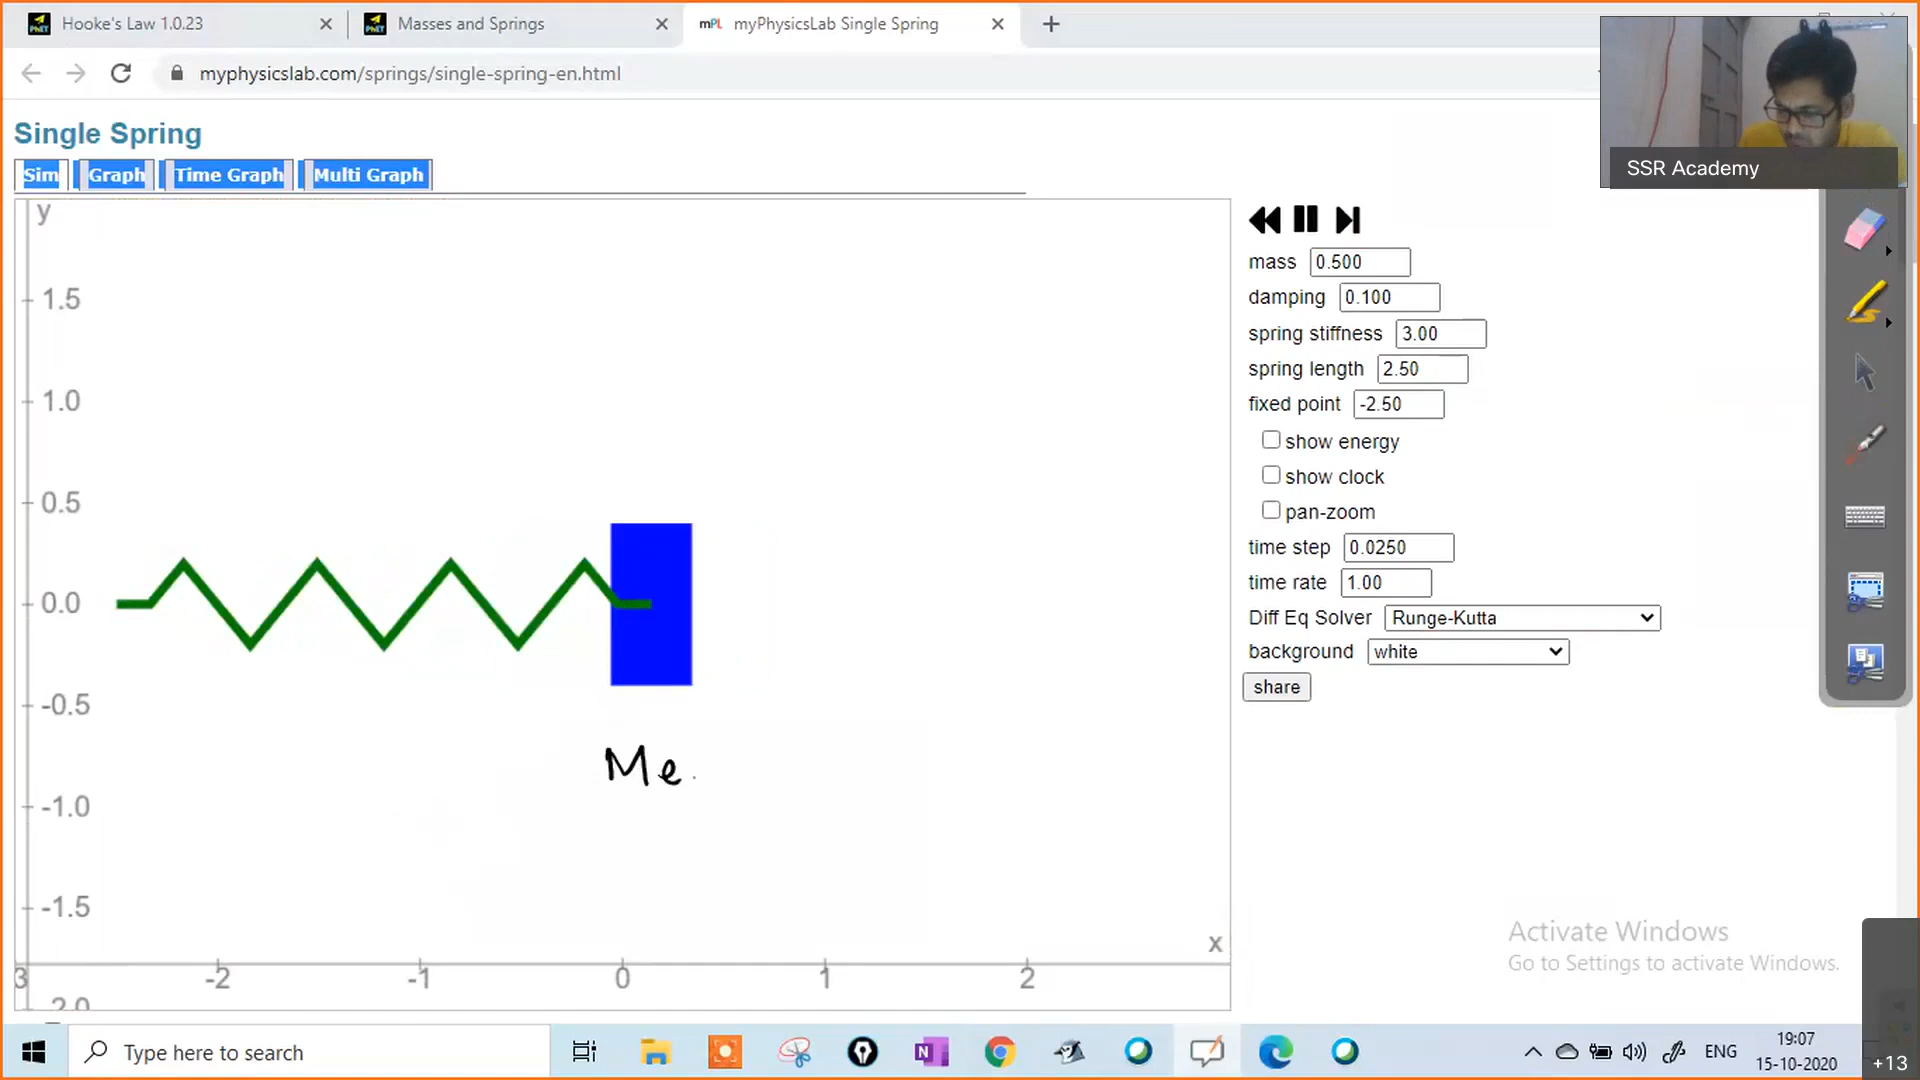 Hooke's Law 1.0.23
Masses and Springs
mPL myPhysicsLab Single Spring
myphysicslab.com/springs/single-spring-en.html
SSR Academy
Single Spring
Sim Graph Time Graph Multi Graph
y
1.5
1.0
0.5
0.0
-0.5
-1.0
-1.5
x
3 -2 -1 0 1 2
Me
mass 0.500
damping 0.100
spring stiffness 3.00
spring length 2.50
fixed point -2.50
show energy
show clock
pan-zoom
time step 0.0250
time rate 1.00
Diff Eq Solver Runge-Kutta
background white
share
Activate Windows
Go to Settings to activate Windows.
Type here to search
ENG
19:07
15-10-2020
+13